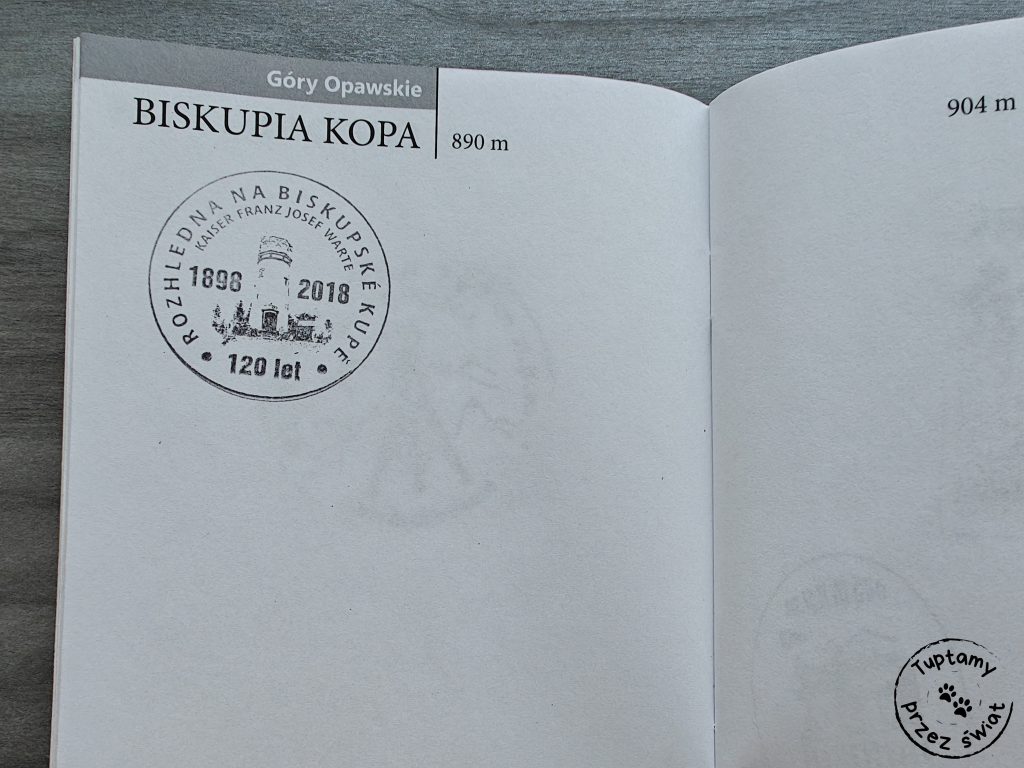 Góry Opawskie
BISKUPIA KOPA
890 m
ROZHLEDNA NA BISKUPSKÉ KUPĚ
KAISER FRANZ JOSEF WARTE
1898 2018
120 let
904 m
Tuptamy
przez świat